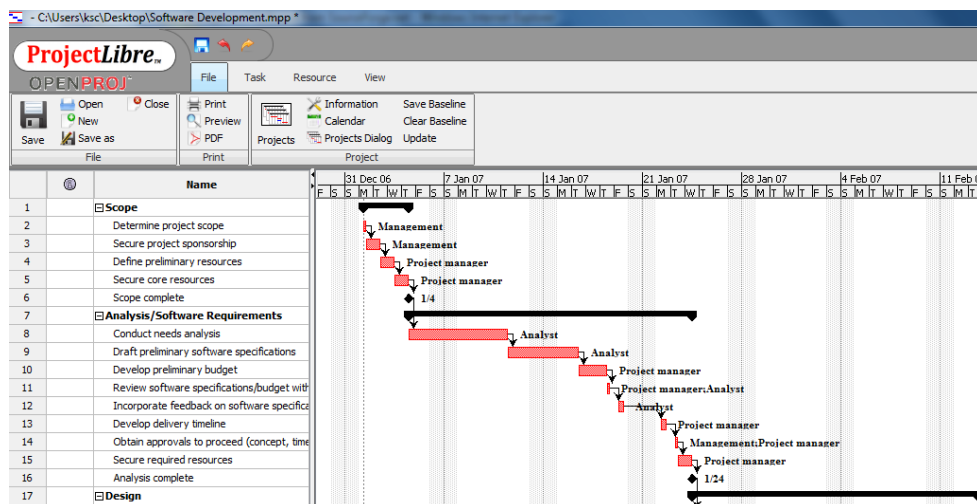 - C:\Users\ksc\Desktop\Software Development.mpp *
ProjectLibre™
OPENPROJ
File Task Resource View
Save
Open
New
Save as
Close
File
Print
Preview
PDF
Print
Projects
Information
Calendar
Projects Dialog
Save Baseline
Clear Baseline
Update
Project
Name
31 Dec 06 7 Jan 07 14 Jan 07 21 Jan 07 28 Jan 07 4 Feb 07 11 Feb
F S S M T W T F S S M T W T F S S M T W T F S S M T W T F S S M T W T F S S M T W T F S S M T
1 Scope
2 Determine project scope Management
3 Secure project sponsorship Management
4 Define preliminary resources Project manager
5 Secure core resources Project manager
6 Scope complete 1/4
7 Analysis/Software Requirements
8 Conduct needs analysis Analyst
9 Draft preliminary software specifications Analyst
10 Develop preliminary budget Project manager
11 Review software specifications/budget with Project manager;Analyst
12 Incorporate feedback on software specifica Analyst
13 Develop delivery timeline Project manager
14 Obtain approvals to proceed (concept, time Management;Project manager
15 Secure required resources Project manager
16 Analysis complete 1/24
17 Design